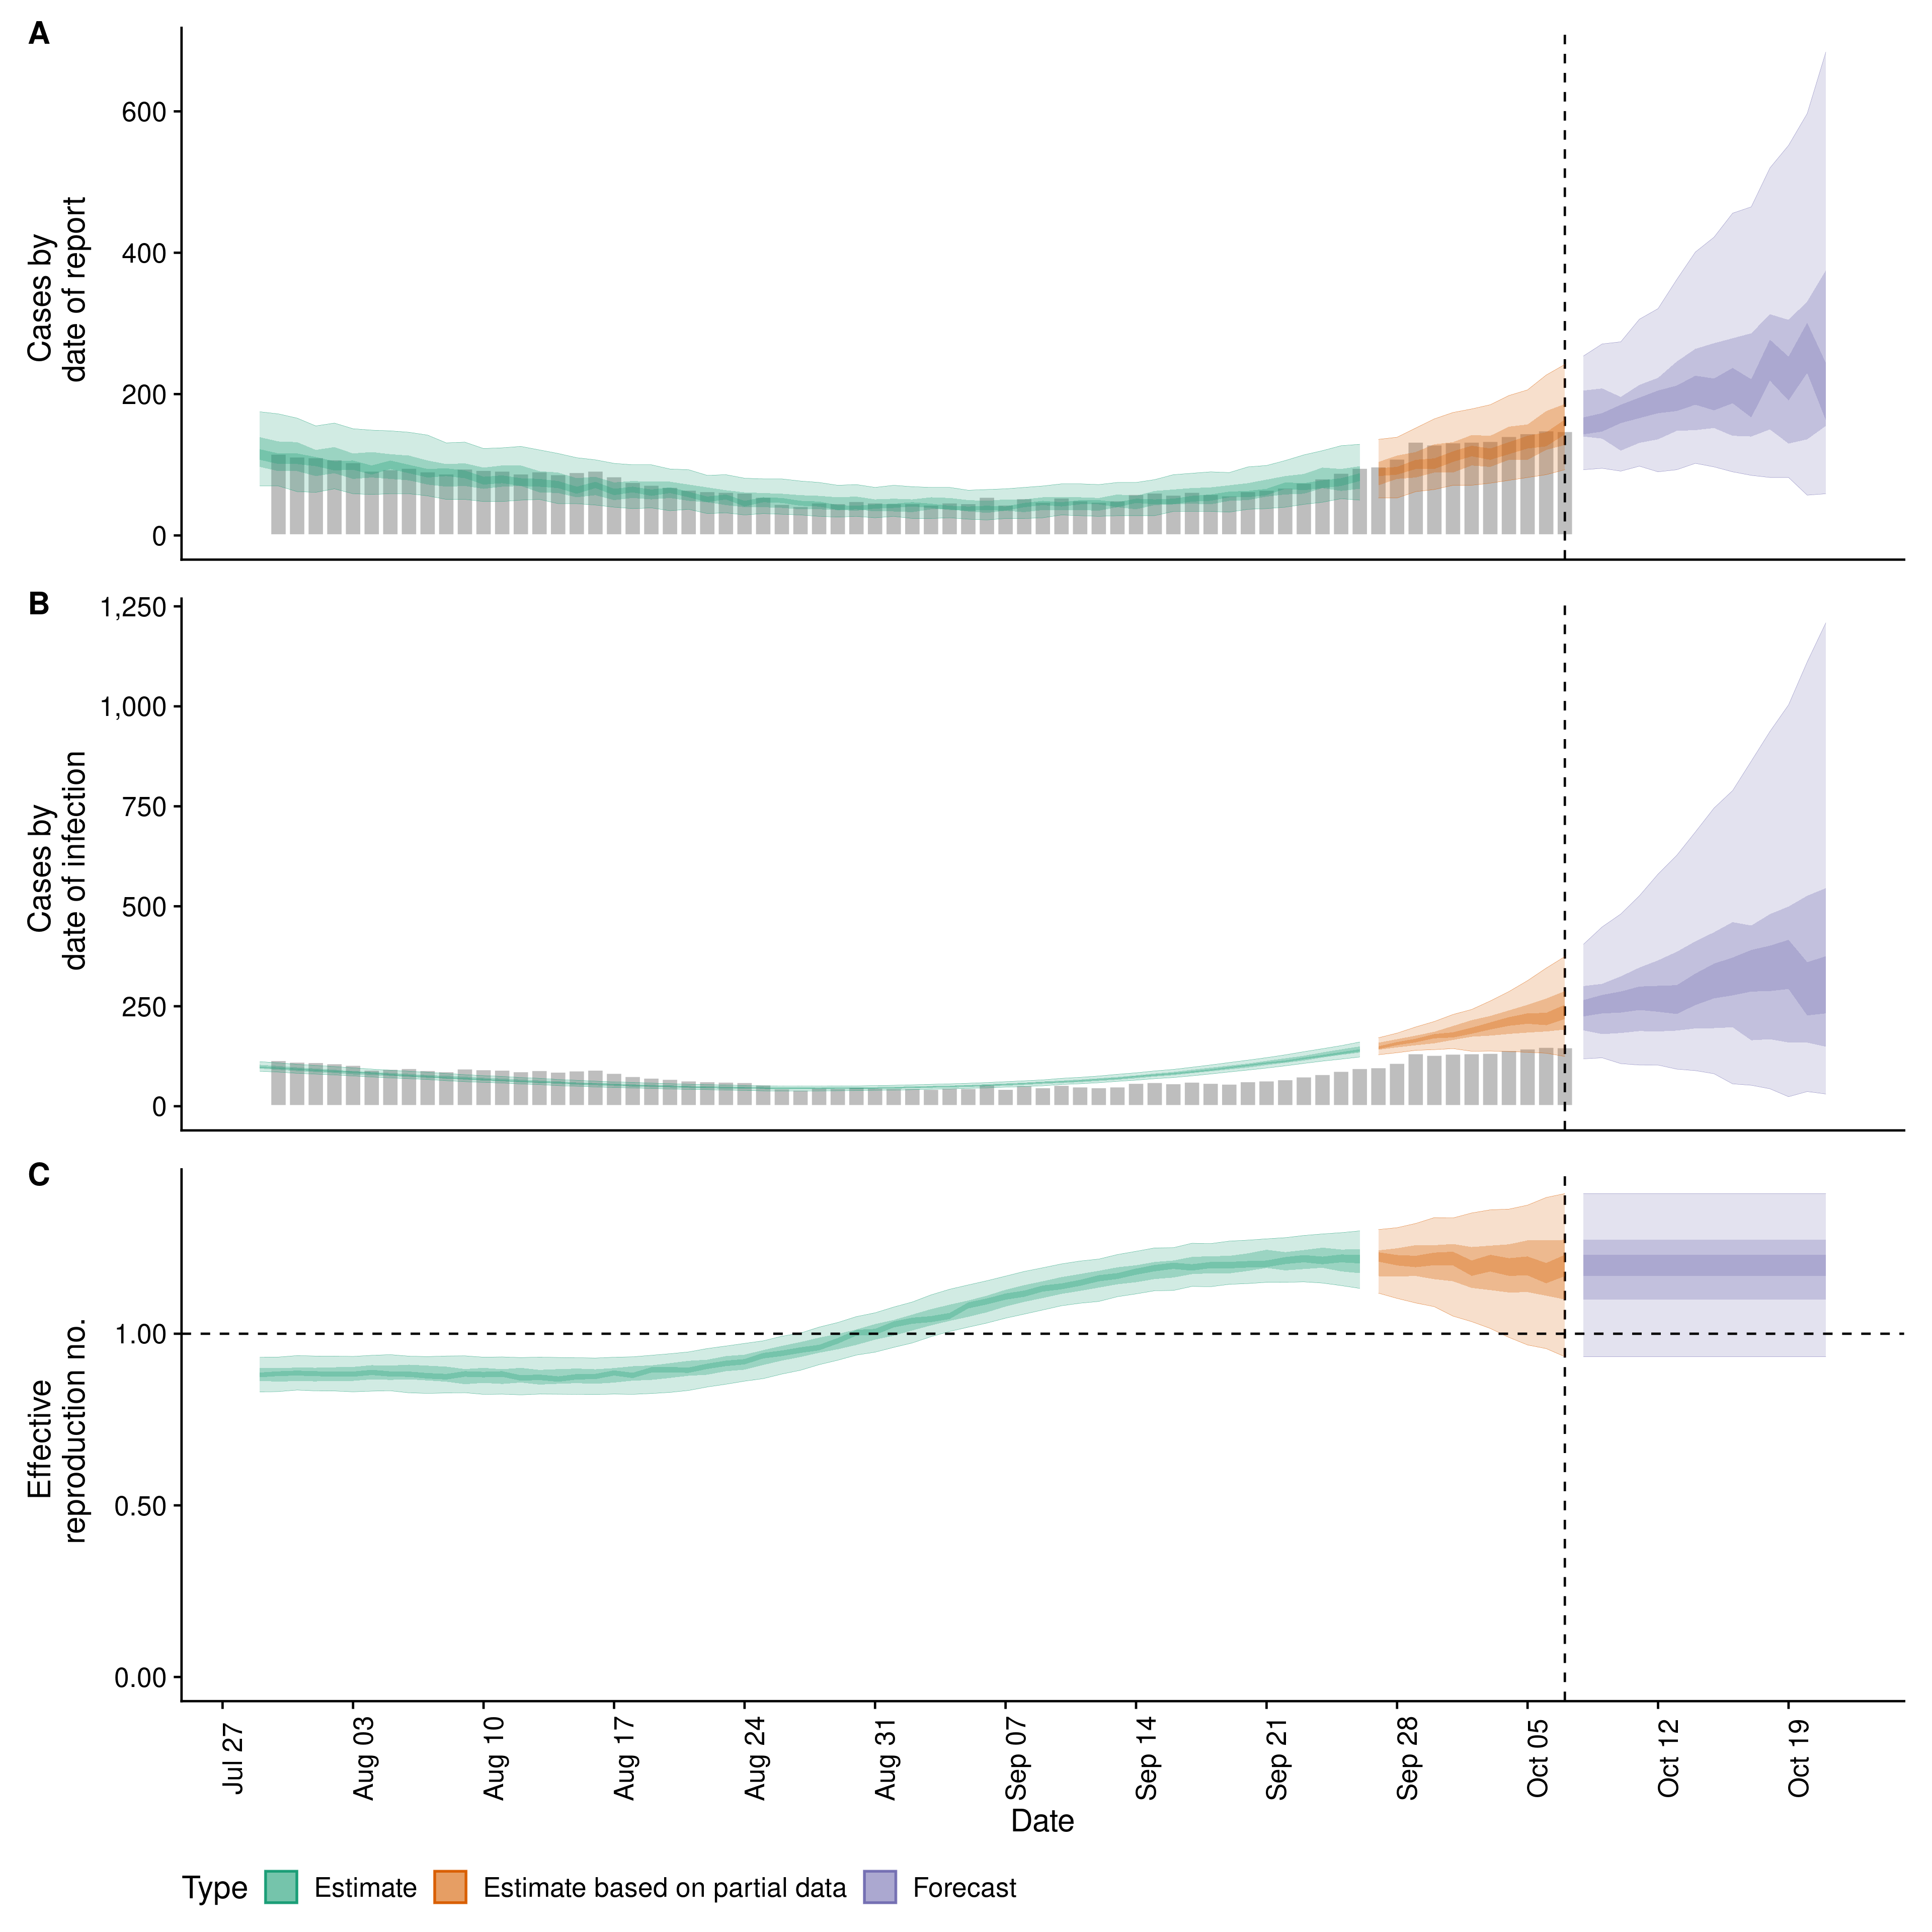 A
Cases by
date of report
600
400
200
0
B
Cases by
date of infection
1,250
1,000
750
500
250
0
C
Effective
reproduction no.
1.00
0.50
0.00
Jul 27
Aug 03
Aug 10
Aug 17
Aug 24
Aug 31
Sep 07
Sep 14
Sep 21
Sep 28
Oct 05
Oct 12
Oct 19
Date
Type Estimate Estimate based on partial data Forecast